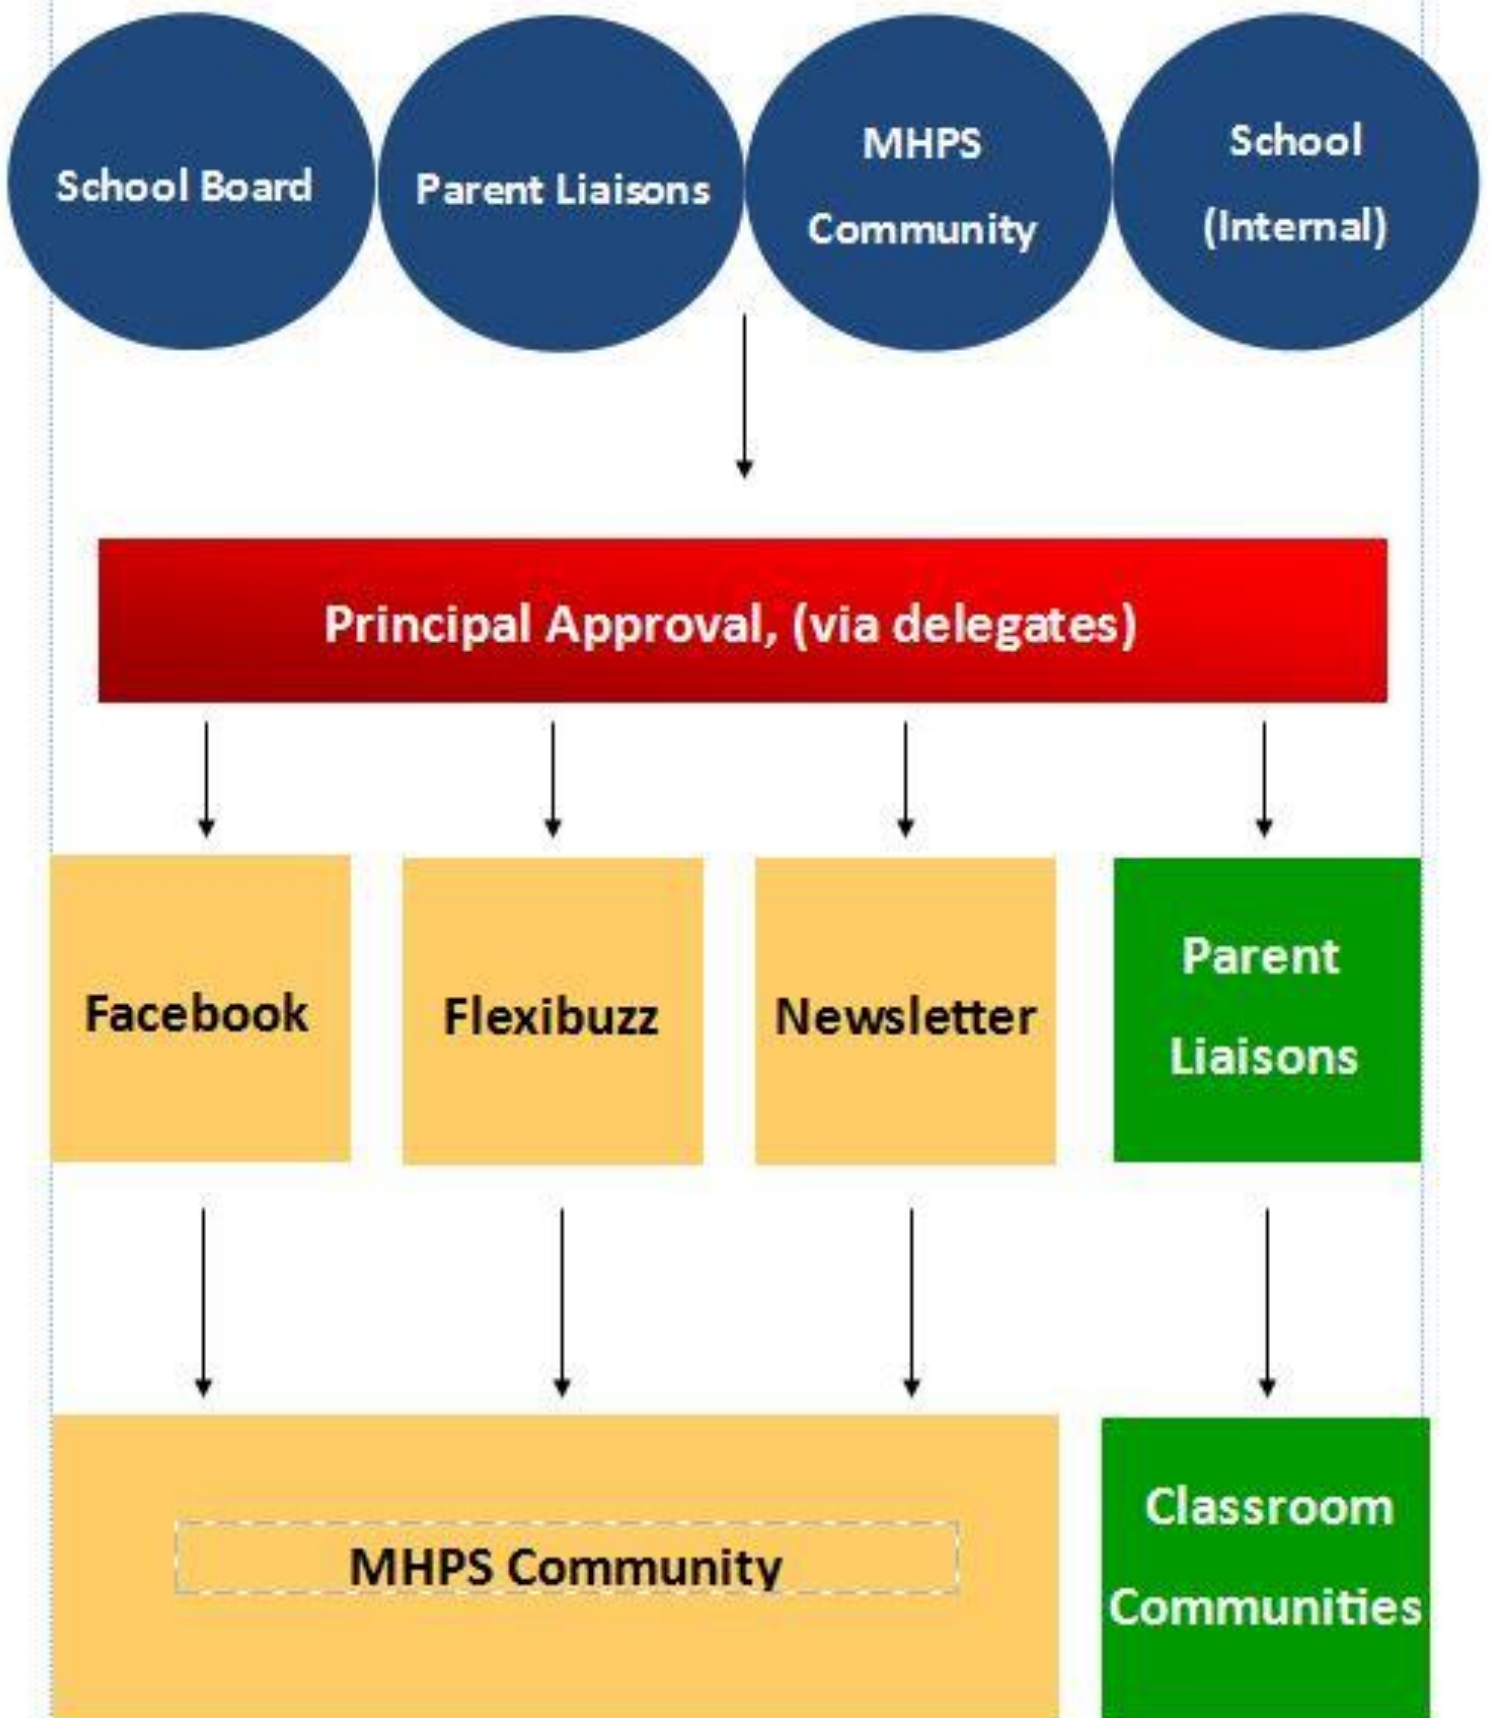 School Board
Parent Liaisons
MHPS
Community
School
(Internal)
Principal Approval, (via delegates)
Facebook
Flexibuzz
Newsletter
Parent
Liaisons
MHPS Community
Classroom
Communities